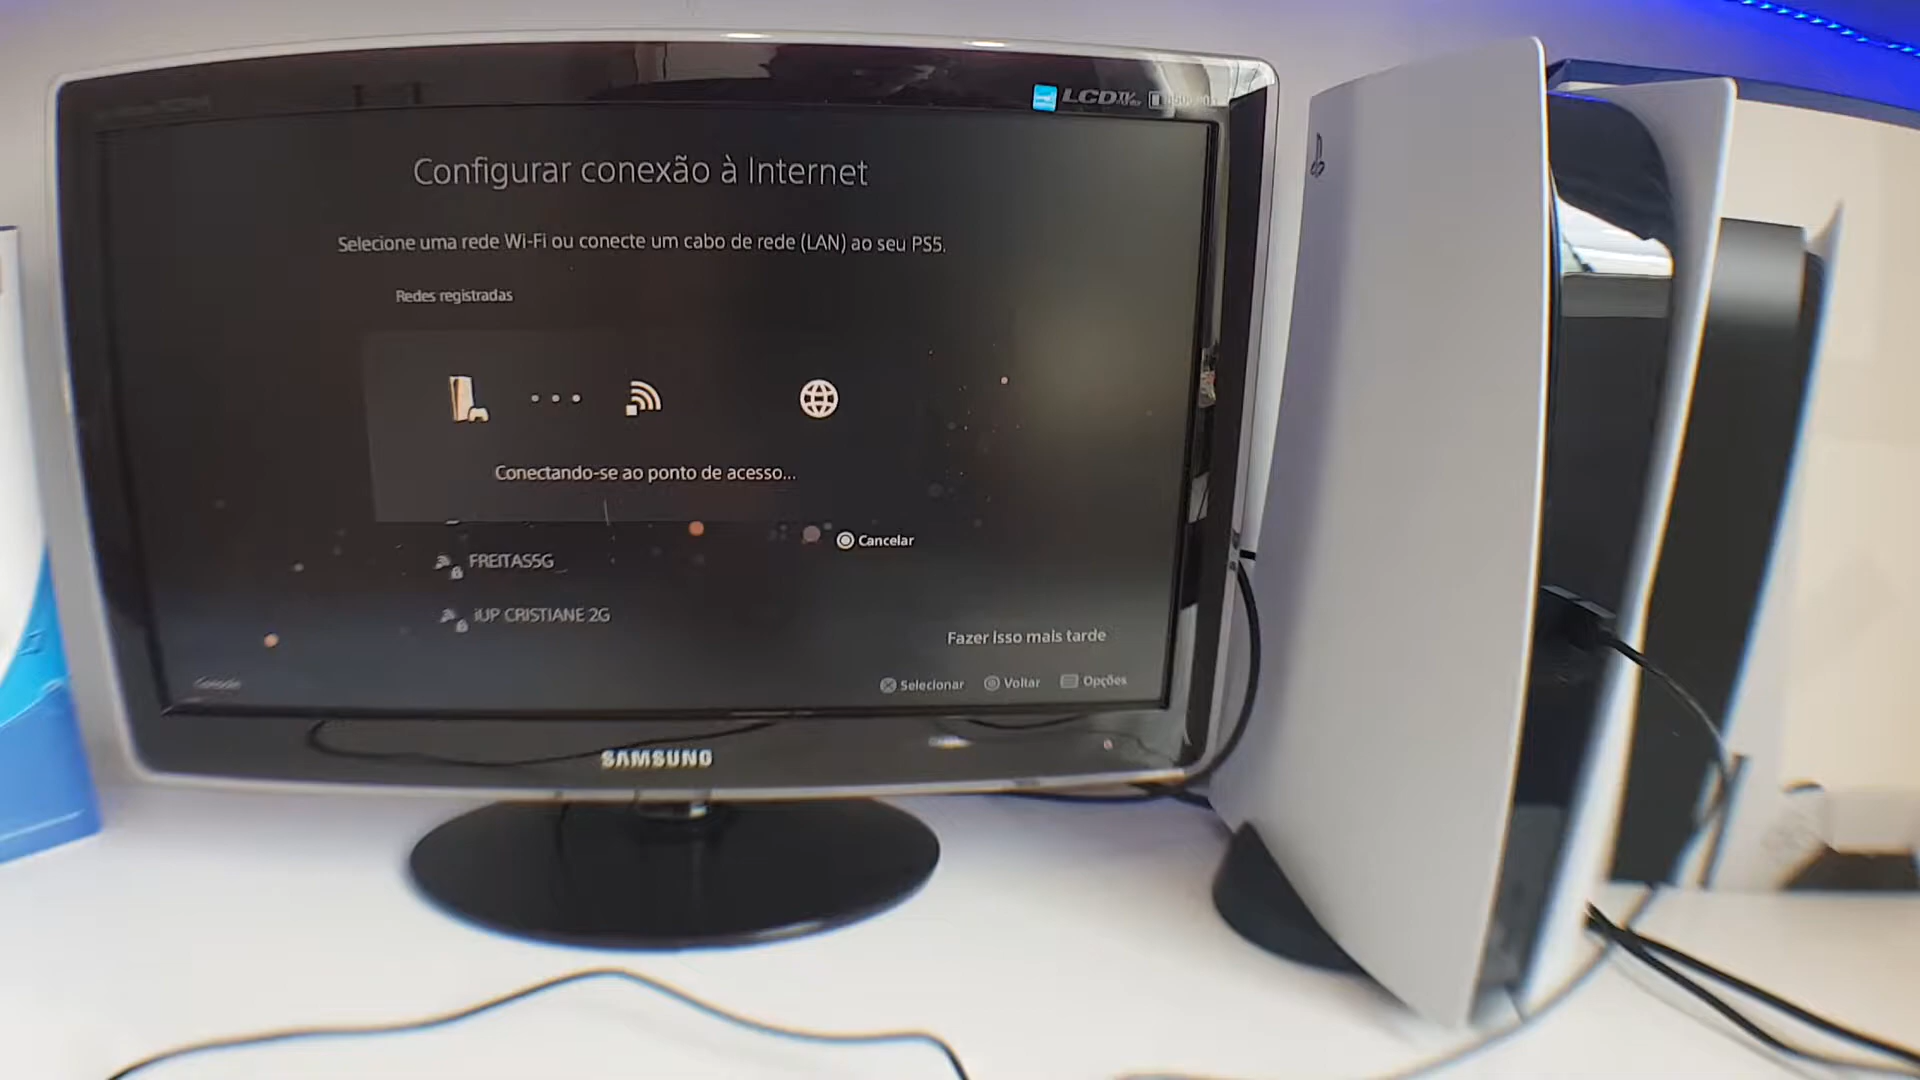 LCDTV
Configurar conexão à Internet
Selecione uma rede Wi-Fi ou conecte um cabo de rede (LAN) ao seu PS5.
Redes registradas
Conectando-se ao ponto de acesso...
Cancelar
FREITAS5G
iUP CRISTIANE 2G
Fazer isso mais tarde
Selecionar Voltar Opções
SAMSUNG